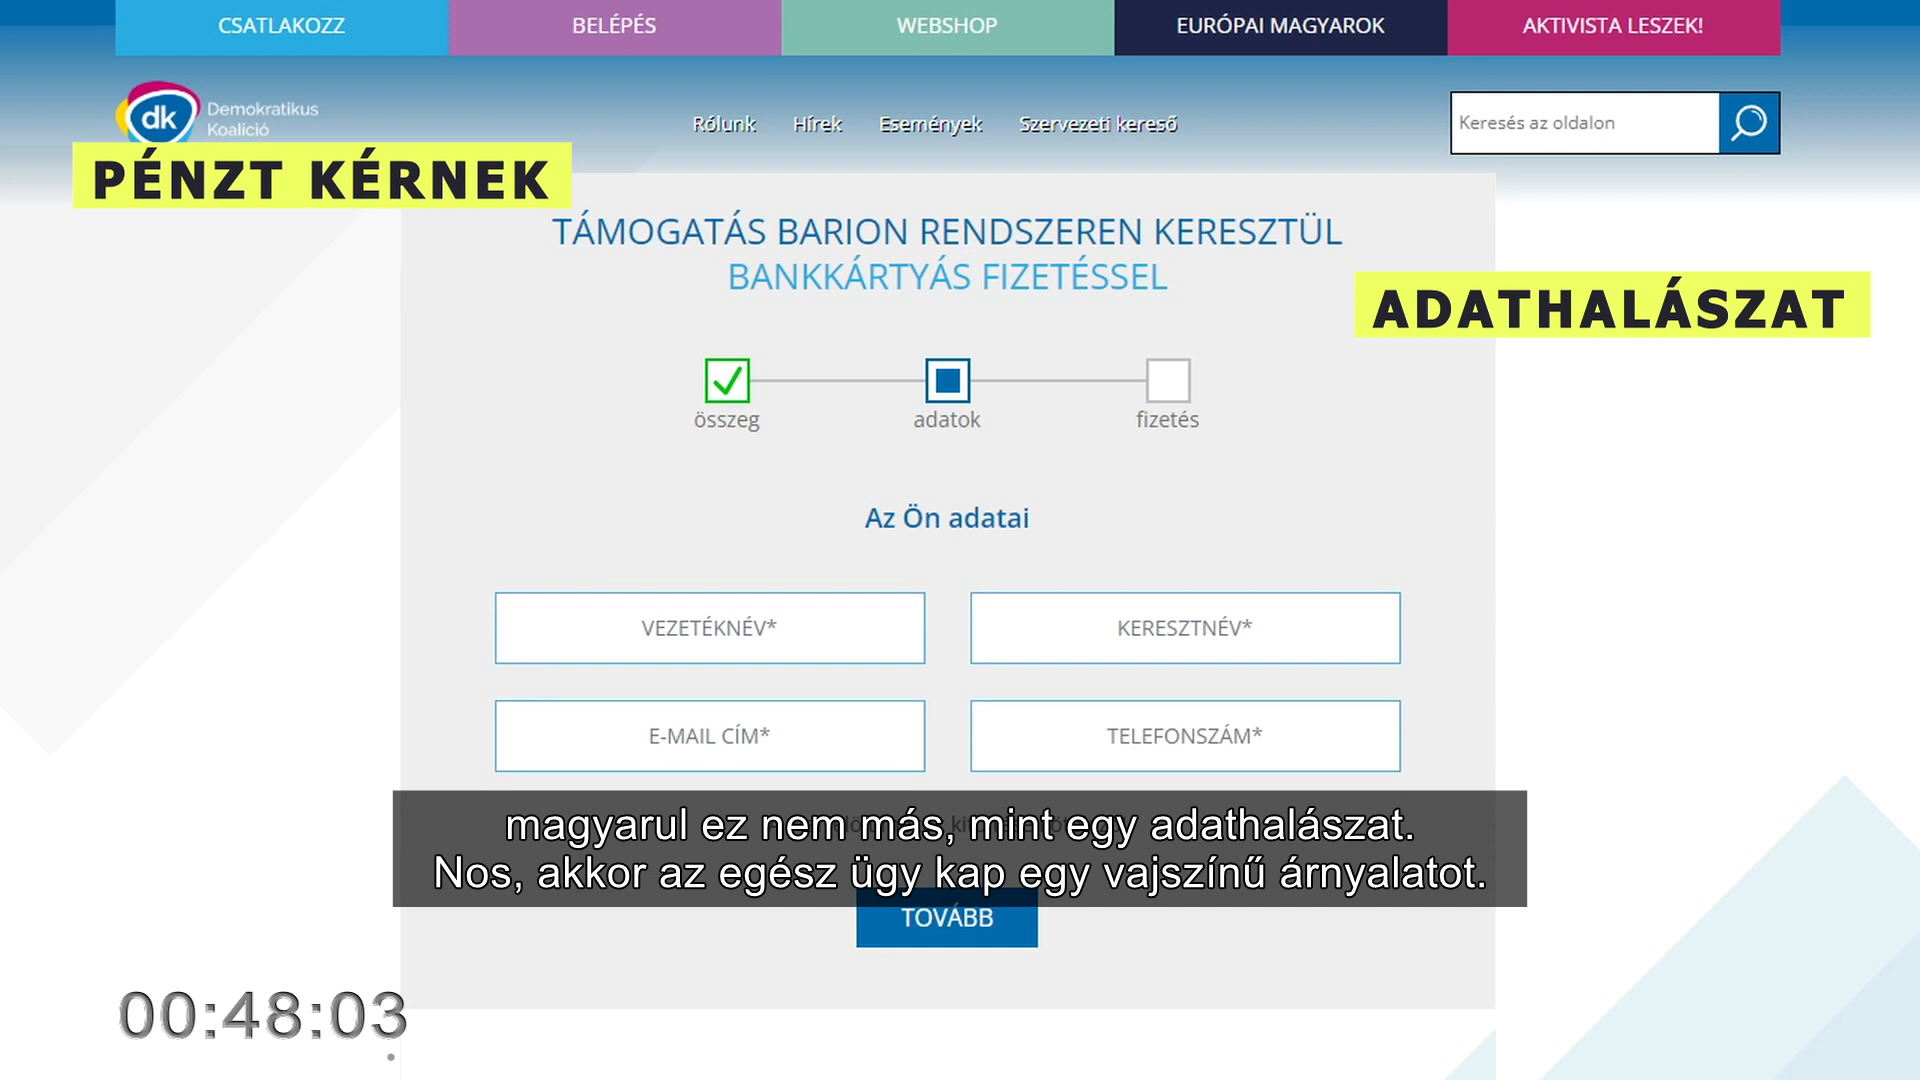 CSATLAKOZZ
BELÉPÉS
WEBSHOP
EURÓPAI MAGYAROK
AKTIVISTA LESZEK!
dk
Demokratikus
Koalíció
Rólunk
Hírek
Események
Szervezeti kereső
Keresés az oldalon
PÉNZT KÉRNEK
TÁMOGATÁS BARION RENDSZEREN KERESZTÜL
BANKKÁRTYÁS FIZETÉSSEL
ADATHALÁSZAT
összeg
adatok
fizetés
Az Ön adatai
VEZETÉKNÉV*
KERESZTNÉV*
E-MAIL CÍM*
TELEFONSZÁM*
magyarul ez nem más, mint egy adathalászat.
Nos, akkor az egész ügy kap egy vajszínű árnyalatot.
TOVÁBB
00:48:03